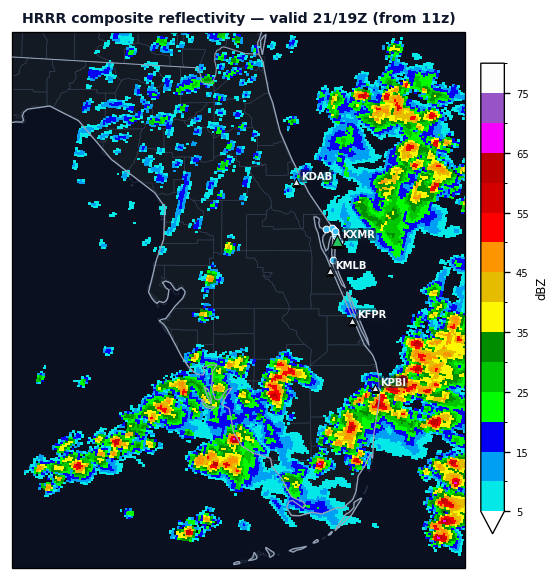 HRRR composite reflectivity — valid 21/19Z (from 11z)
KDAB
KXMR
KMLB
KFPR
KPBI
75
65
55
45
35
25
15
5
dBZ